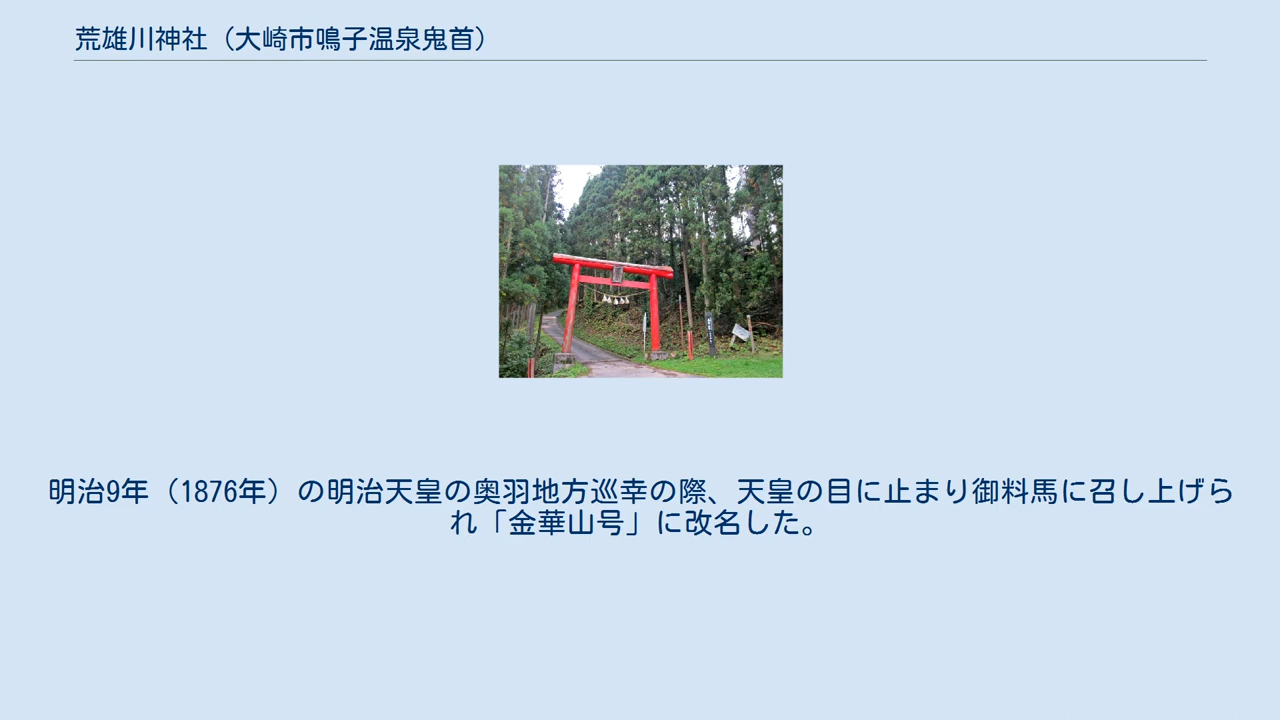 荒雄川神社（大崎市鳴子温泉鬼首）
明治9年（1876年）の明治天皇の奥羽地方巡幸の際、天皇の目に止まり御料馬に召し上げら
れ「金華山号」に改名した。